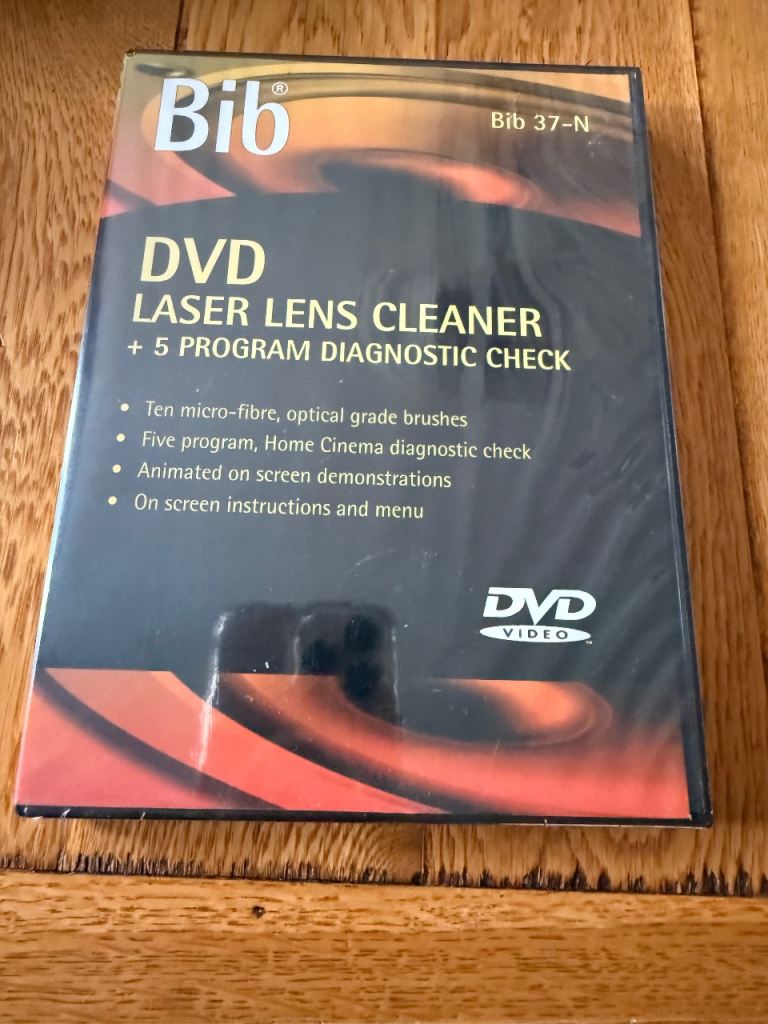 Bib®
Bib 37-N
DVD
LASER LENS CLEANER
+ 5 PROGRAM DIAGNOSTIC CHECK
• Ten micro-fibre, optical grade brushes
• Five program, Home Cinema diagnostic check
• Animated on screen demonstrations
• On screen instructions and menu
DVD
VIDEO™